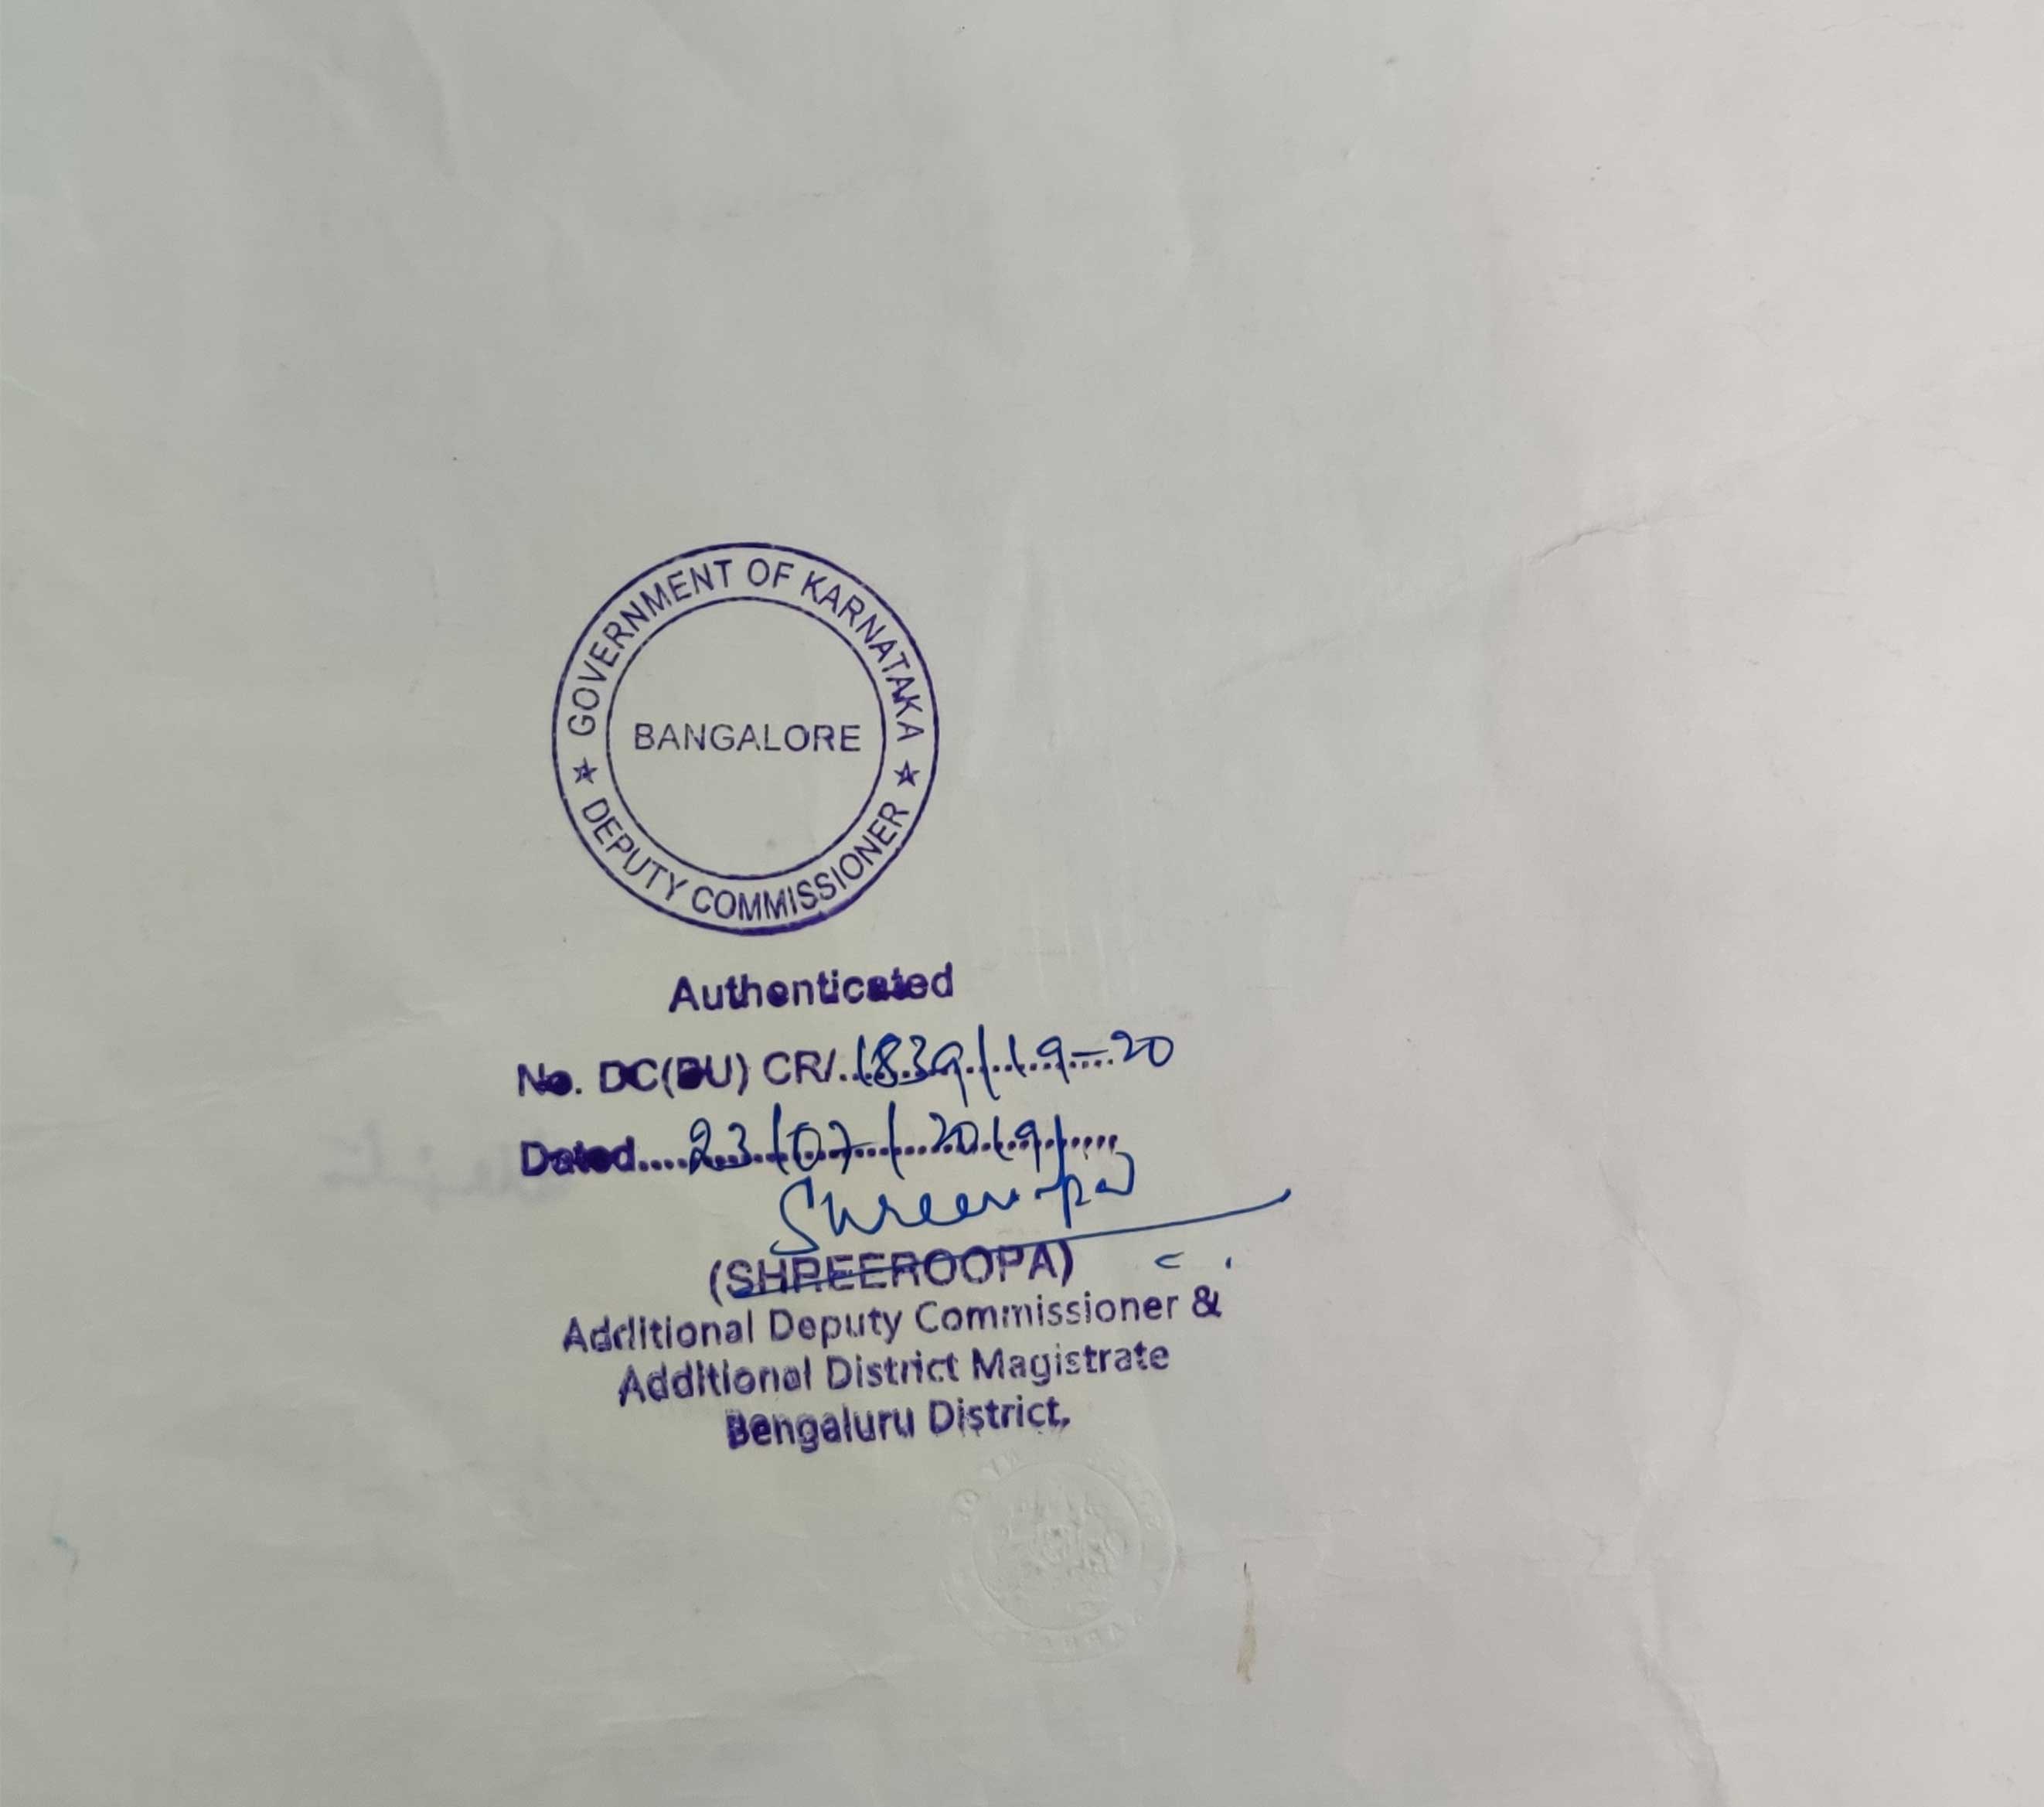 GOVERNMENT OF KARNATAKA
BANGALORE
DEPUTY COMMISSIONER
Authenticated
No. DC(BU) CR/..1839/19-20
Dated....23/07/2019/.....
Shreeroopa
(SHREEROOPA)
Additional Deputy Commissioner &
Additional District Magistrate
Bengaluru District,